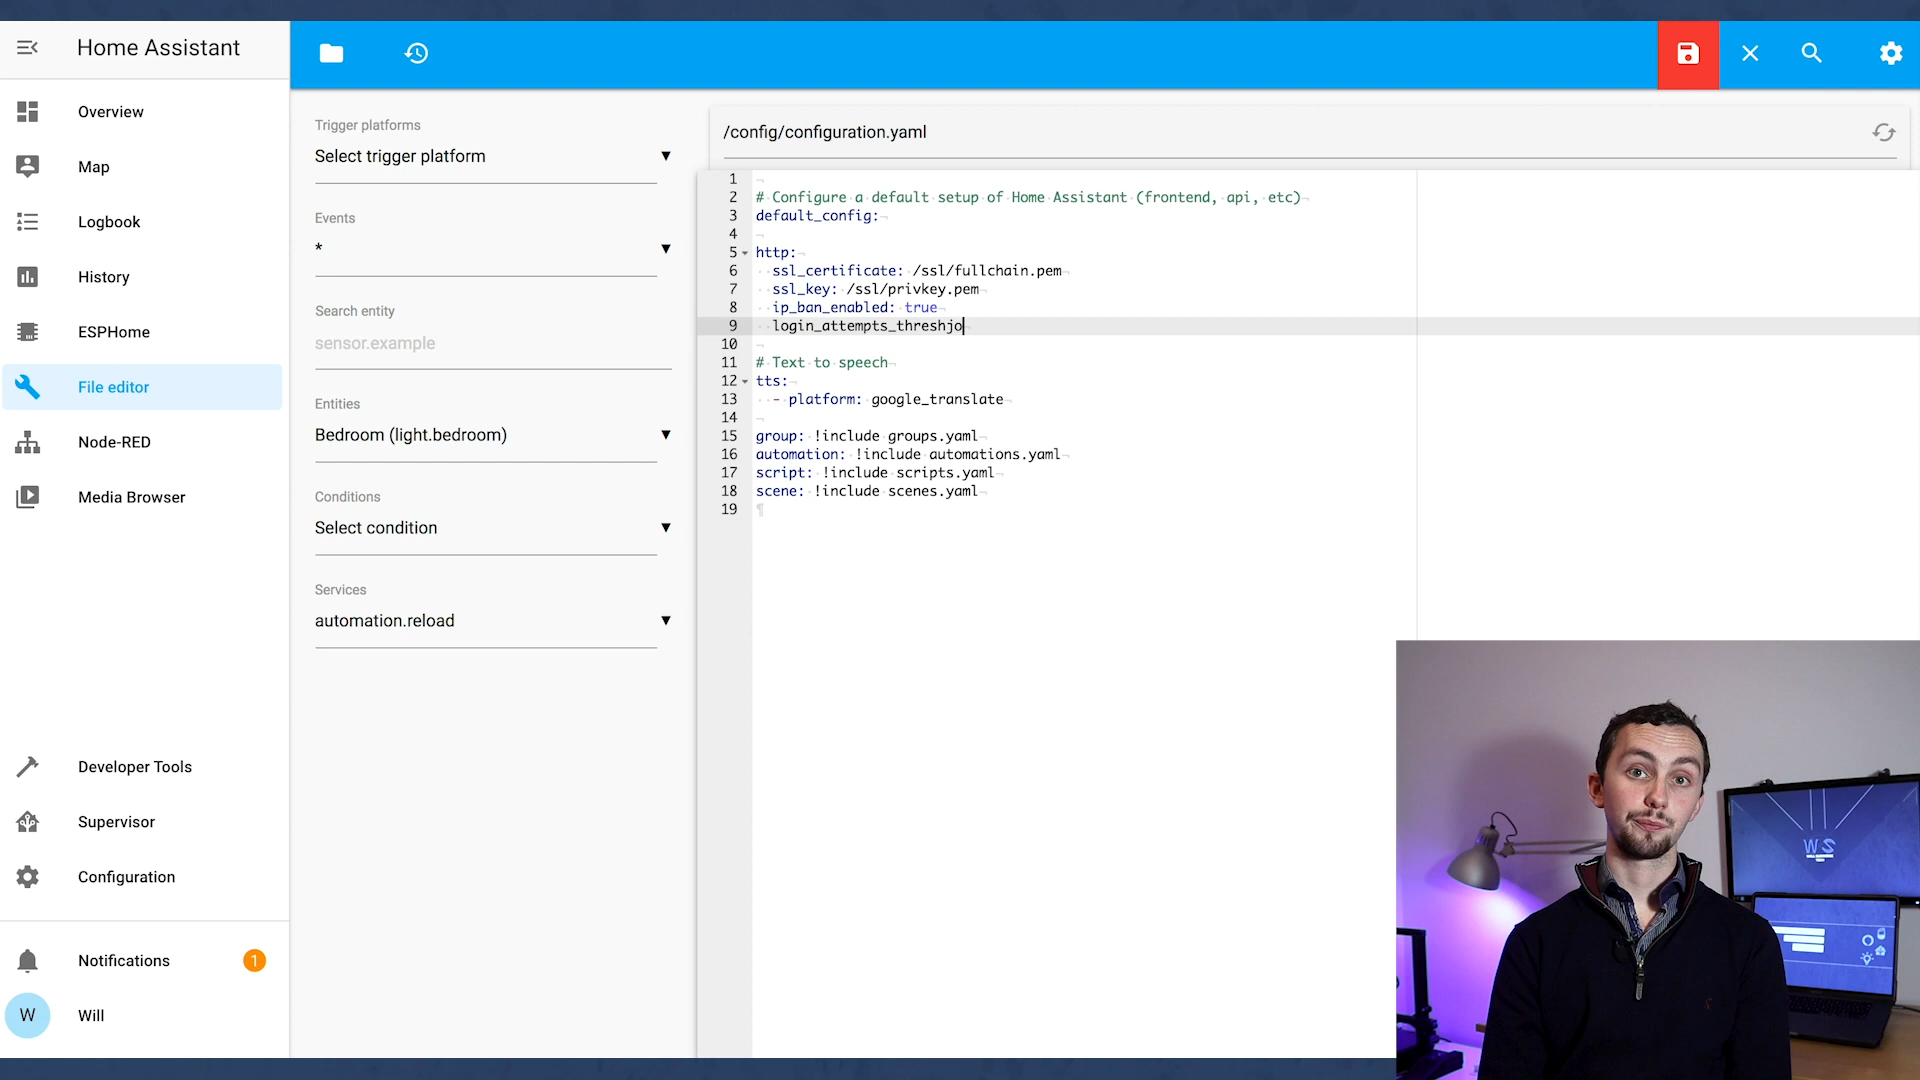 Home Assistant
Overview
Map
Logbook
History
ESPHome
File editor
Node-RED
Media Browser
Developer Tools
Supervisor
Configuration
Notifications
1
W
Will
Trigger platforms
Select trigger platform
Events
*
Search entity
sensor.example
Entities
Bedroom (light.bedroom)
Conditions
Select condition
Services
automation.reload
/config/configuration.yaml
1
2 # Configure a default setup of Home Assistant (frontend, api, etc)
3 default_config:
4
5 http:
6 ssl_certificate: /ssl/fullchain.pem
7 ssl_key: /ssl/privkey.pem
8 ip_ban_enabled: true
9 login_attempts_threshjo
10
11 # Text to speech
12 tts:
13 - platform: google_translate
14
15 group: !include groups.yaml
16 automation: !include automations.yaml
17 script: !include scripts.yaml
18 scene: !include scenes.yaml
19
WS